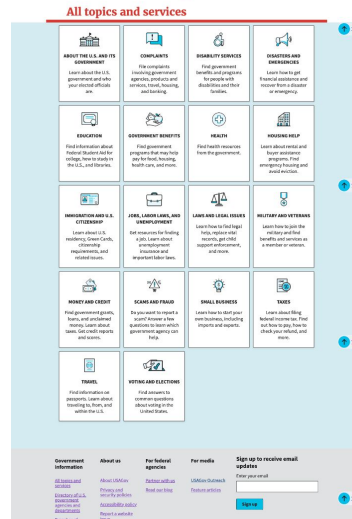 All topics and services
ABOUT THE U.S. AND ITS
GOVERNMENT
Learn about the U.S.
government and who
your elected officials
are.
COMPLAINTS
File complaints
involving government
agencies, products and
services, travel, housing,
and banking.
DISABILITY SERVICES
Find government
benefits and programs
for people with
disabilities and their
families.
DISASTERS AND
EMERGENCIES
Learn how to get
financial assistance and
recover from a disaster
or emergency.
EDUCATION
Find information about
Federal Student Aid for
college, how to study in
the U.S., and libraries.
GOVERNMENT BENEFITS
Find government
programs that may help
pay for food, housing,
health care, and more.
HEALTH
Find health resources
from the government.
HOUSING HELP
Learn about rental and
buyer assistance
programs. Find
emergency housing and
avoid eviction.
IMMIGRATION AND U.S.
CITIZENSHIP
Learn about U.S.
residency, Green Cards,
citizenship
requirements, and
related issues.
JOBS, LABOR LAWS, AND
UNEMPLOYMENT
Get resources for finding
a job. Learn about
unemployment
insurance and
important labor laws.
LAWS AND LEGAL ISSUES
Learn how to find legal
help, replace vital
records, get child
support enforcement,
and more.
MILITARY AND VETERANS
Learn how to join the
military and find
benefits and services as
a member or veteran.
MONEY AND CREDIT
Find government grants,
loans, and unclaimed
money. Learn about
taxes. Get credit reports
and scores.
SCAMS AND FRAUD
Do you want to report a
scam? Answer a few
questions to learn which
government agency can
help.
SMALL BUSINESS
Learn how to start your
own business, including
imports and exports.
TAXES
Learn about filing
federal income tax. Find
out how to pay, how to
check your refund, and
more.
TRAVEL
Find information on
passports. Learn about
traveling to, from, and
within the U.S.
VOTING AND ELECTIONS
Find answers to
common questions
about voting in the
United States.
Government
information
All topics and
services
Directory of U.S.
government
agencies and
departments
About us
About USAGov
Privacy and
security policies
Accessibility policy
Report a website
For federal
agencies
Partner with us
Read our blog
For media
USAGov Outreach
Feature articles
Sign up to receive email
updates
Enter your email
Sign up